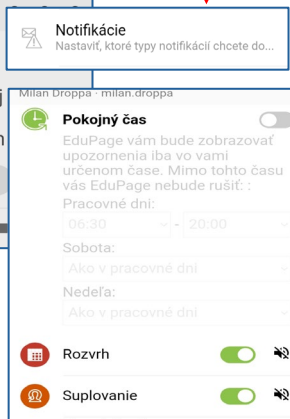 Notifikácie
Nastaviť, ktoré typy notifikácií chcete do...
Milan Droppa · milan.droppa
Pokojný čas
EduPage vám bude zobrazovať
upozornenia iba vo vami
určenom čase. Mimo tohto času
vás EduPage nebude rušiť: :
Pracovné dni:
06:30 - 20:00
Sobota:
Ako v pracovné dni
Nedeľa:
Ako v pracovné dni
Rozvrh
Suplovanie